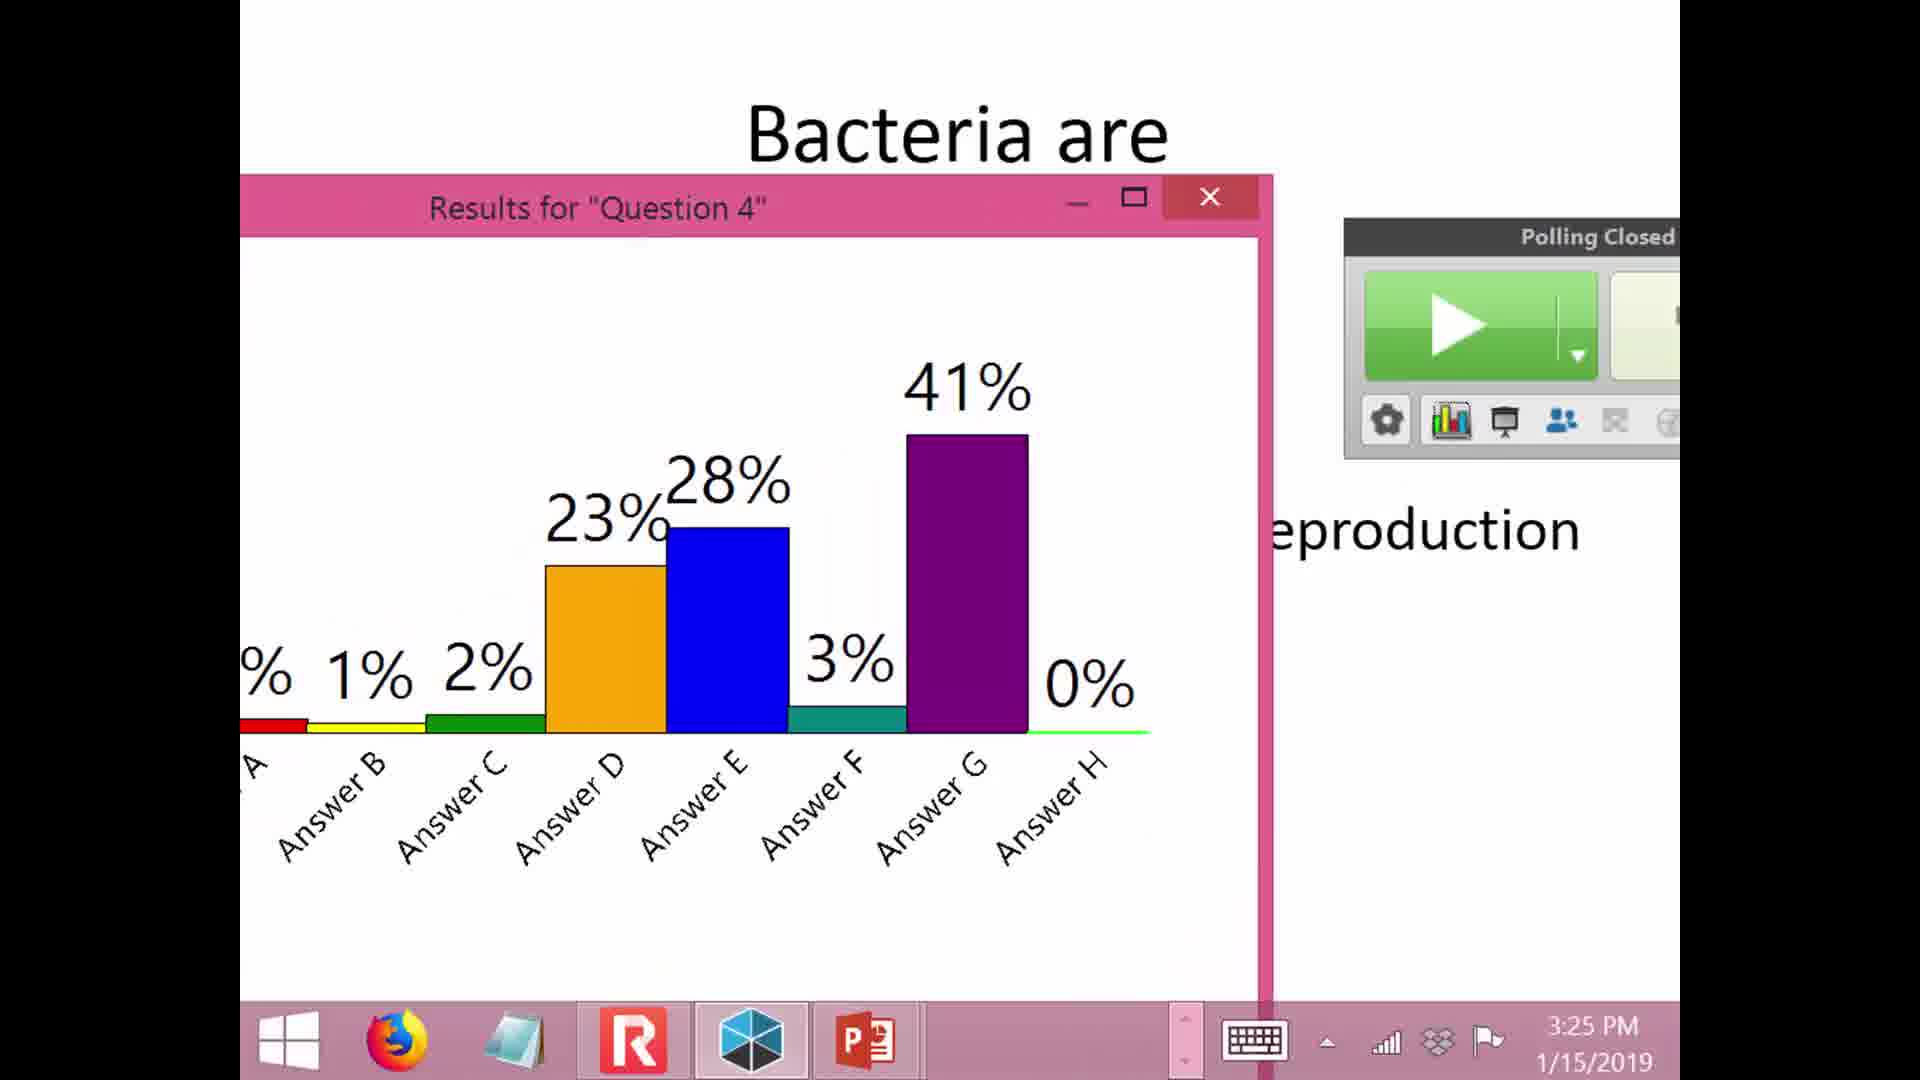 Bacteria are
Results for "Question 4"
Polling Closed
41%
28%
23%
eproduction
% 1% 2% 3% 0%
A Answer B Answer C Answer D Answer E Answer F Answer G Answer H
3:25 PM
1/15/2019